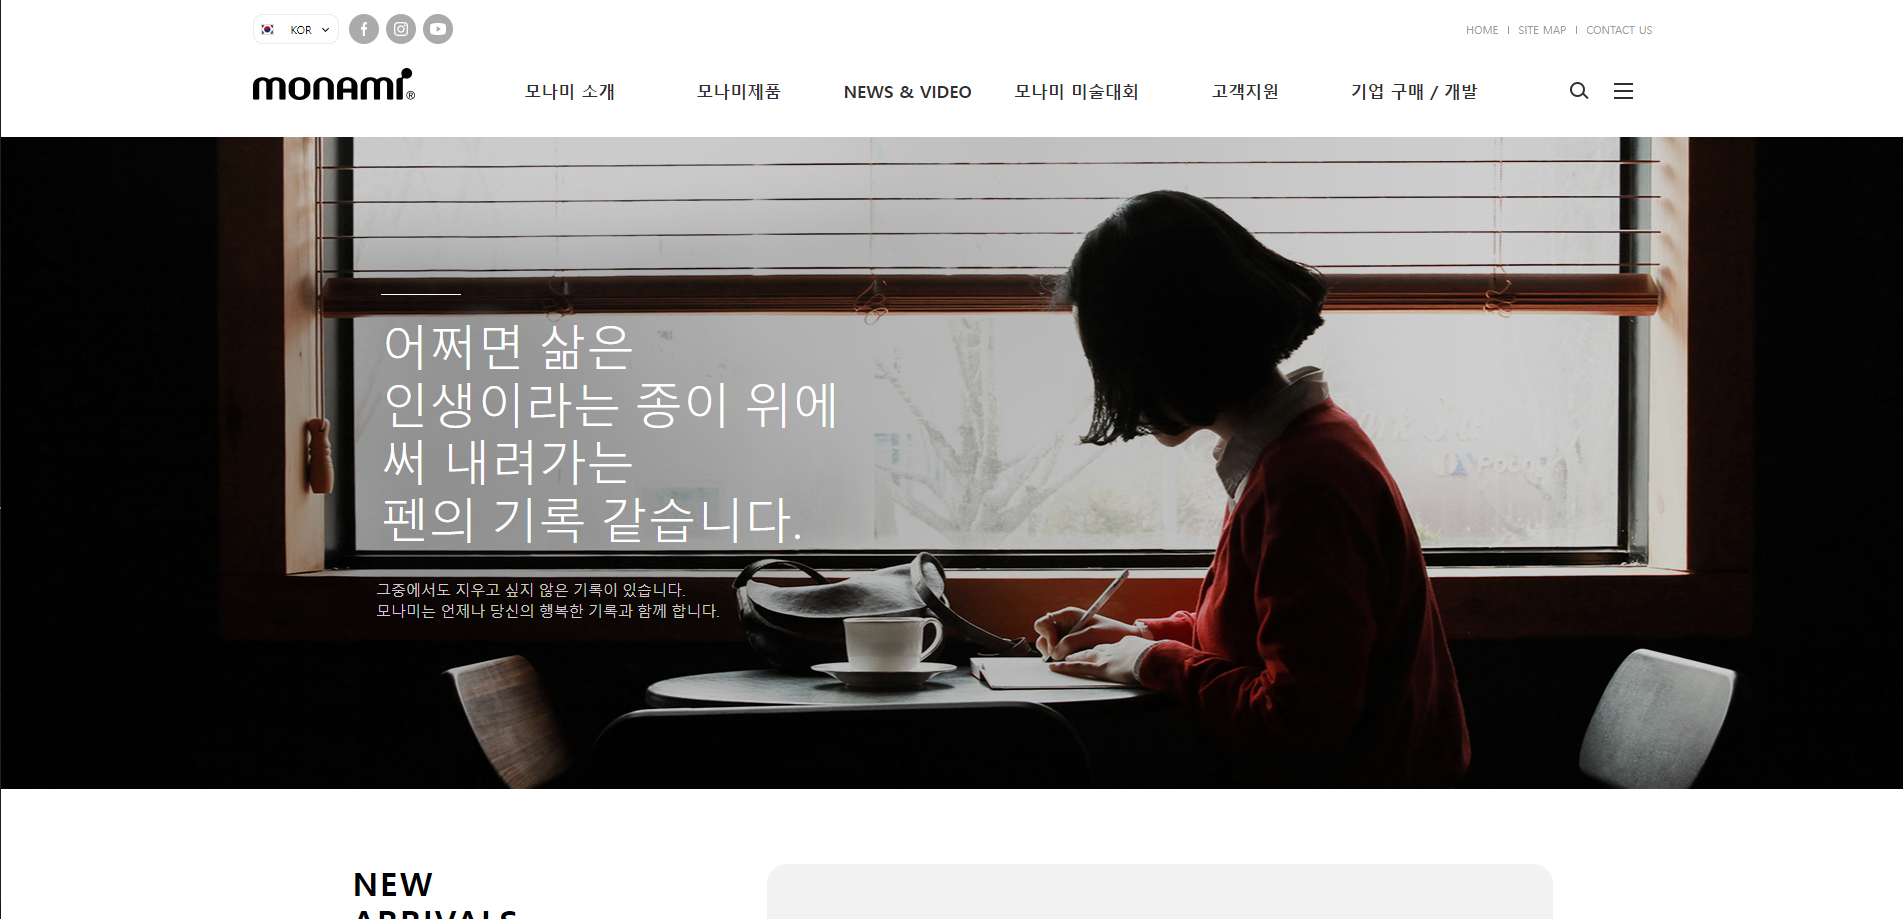 KOR
HOME | SITE MAP | CONTACT US
monami®
모나미 소개
모나미제품
NEWS & VIDEO
모나미 미술대회
고객지원
기업 구매 / 개발
어쩌면 삶은
인생이라는 종이 위에
써 내려가는
펜의 기록 같습니다.
그중에서도 지우고 싶지 않은 기록이 있습니다.
모나미는 언제나 당신의 행복한 기록과 함께 합니다.
NEW
ARRIVALS